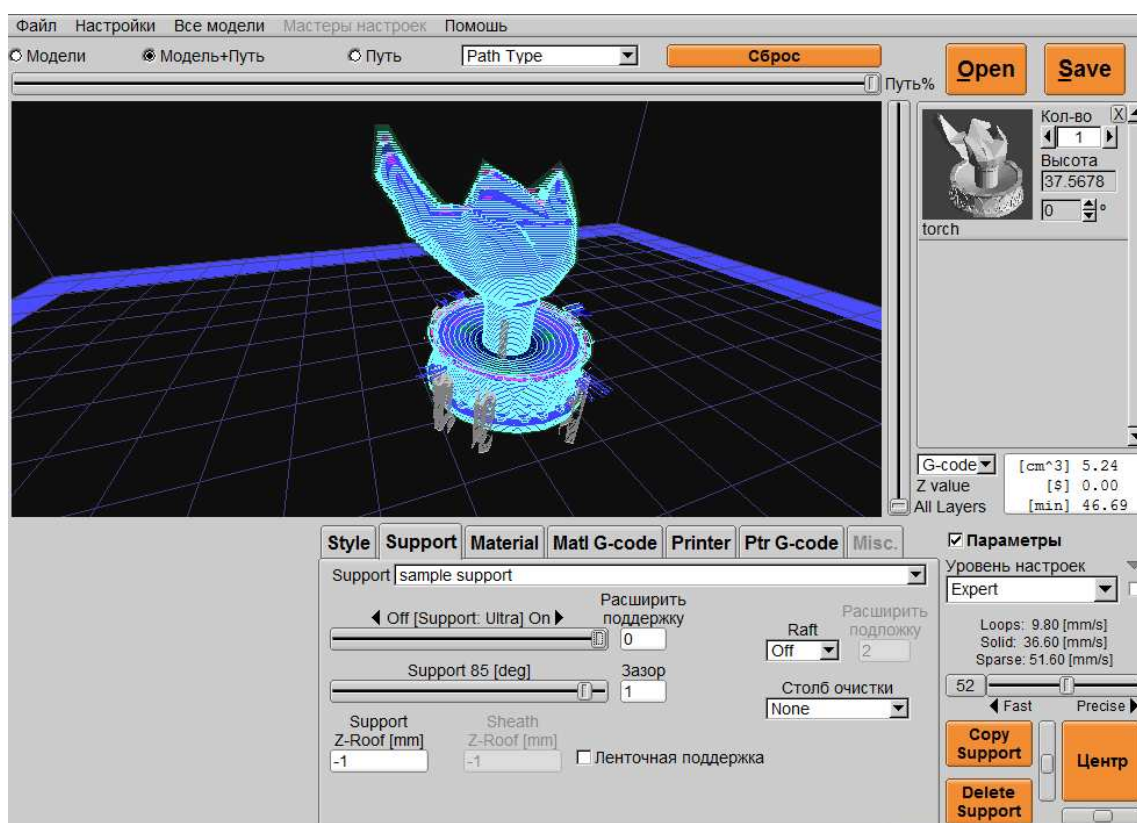 Файл Настройки Все модели Мастеры настроек Помошь
Модели Модель+Путь Путь Path Type Сброс
Путь%
Open Save
Кол-во X
1
Высота
37.5678
0 °
torch
G-code [cm^3] 5.24
Z value [$] 0.00
All Layers [min] 46.69
Style Support Material Matl G-code Printer Ptr G-code Misc.
Support sample support
Off [Support: Ultra] On
Расширить
поддержку
0
Raft
Off
Расширить
подложку
2
Support 85 [deg]
Зазор
1
Столб очистки
None
Support
Z-Roof [mm]
-1
Sheath
Z-Roof [mm]
-1
Ленточная поддержка
Параметры
Уровень настроек
Expert
Loops: 9.80 [mm/s]
Solid: 36.60 [mm/s]
Sparse: 51.60 [mm/s]
52
Fast Precise
Copy
Support
Центр
Delete
Support